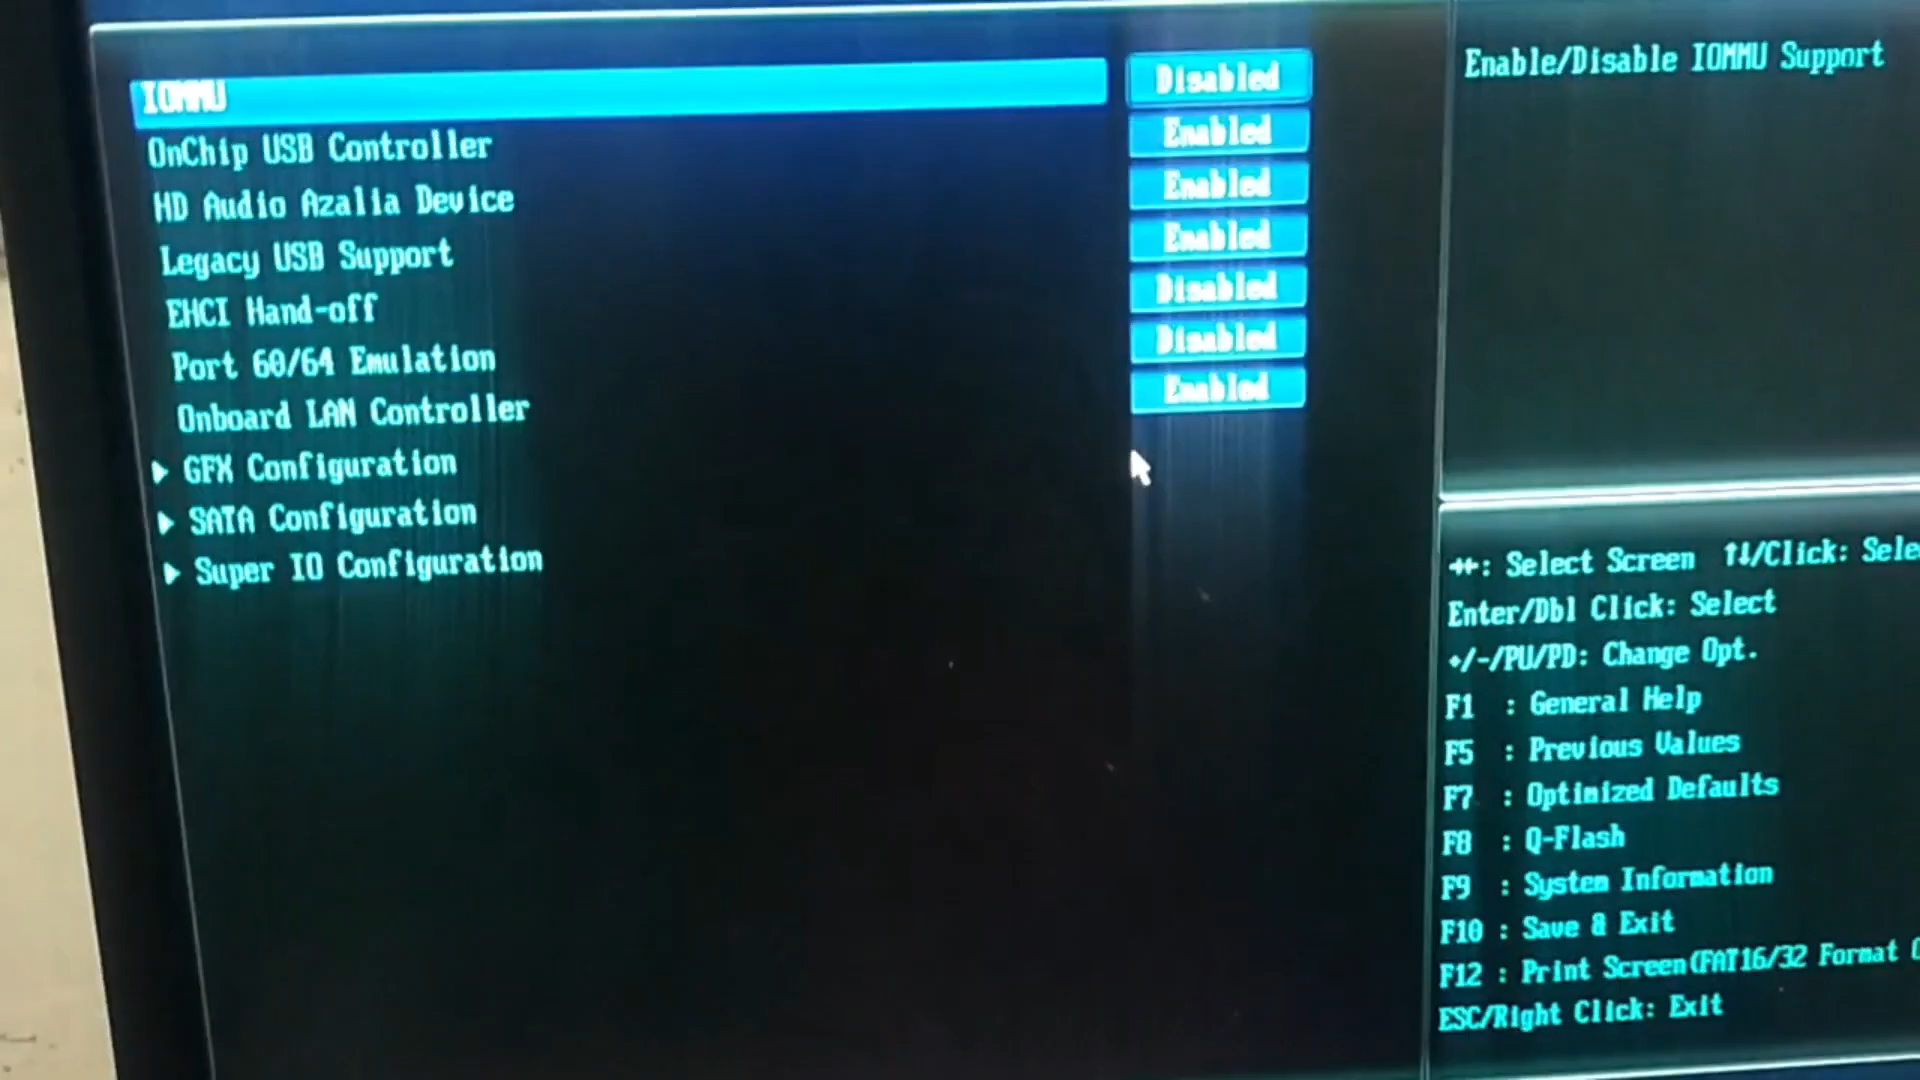 IOMMU Disabled
OnChip USB Controller Enabled
HD Audio Azalia Device Enabled
Legacy USB Support Enabled
EHCI Hand-off Disabled
Port 60/64 Emulation Disabled
Onboard LAN Controller Enabled
GFX Configuration
SATA Configuration
Super IO Configuration
Enable/Disable IOMMU Support
: Select Screen ↑↓/Click:
Enter/Dbl Click: Select
+/-/PU/PD: Change Opt.
F1 : General Help
F5 : Previous Values
F7 : Optimized Defaults
F8 : Q-Flash
F9 : System Information
F10 : Save & Exit
F12 : Print Screen(FAT16/32 Format
ESC/Right Click: Exit